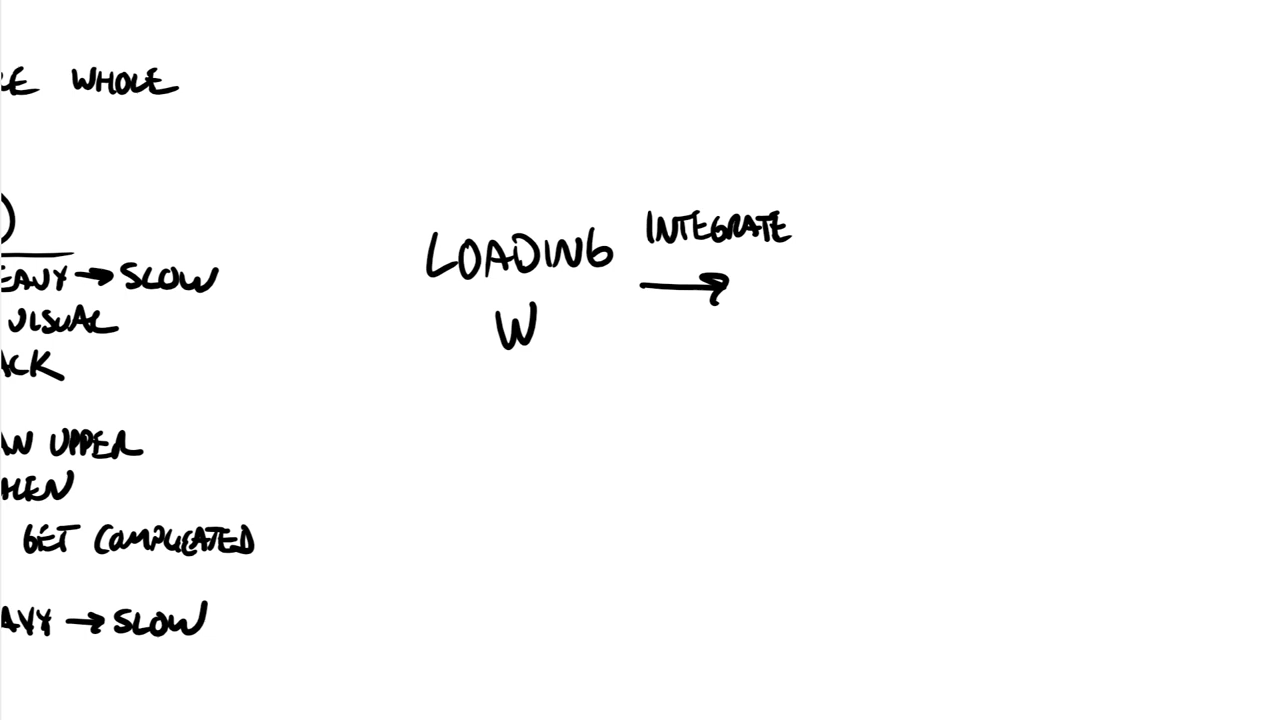 WHOLE
→ SLOW
VISUAL
UPPER
GET COMPLICATED
→ SLOW
LOADING
W
INTEGRATE
→